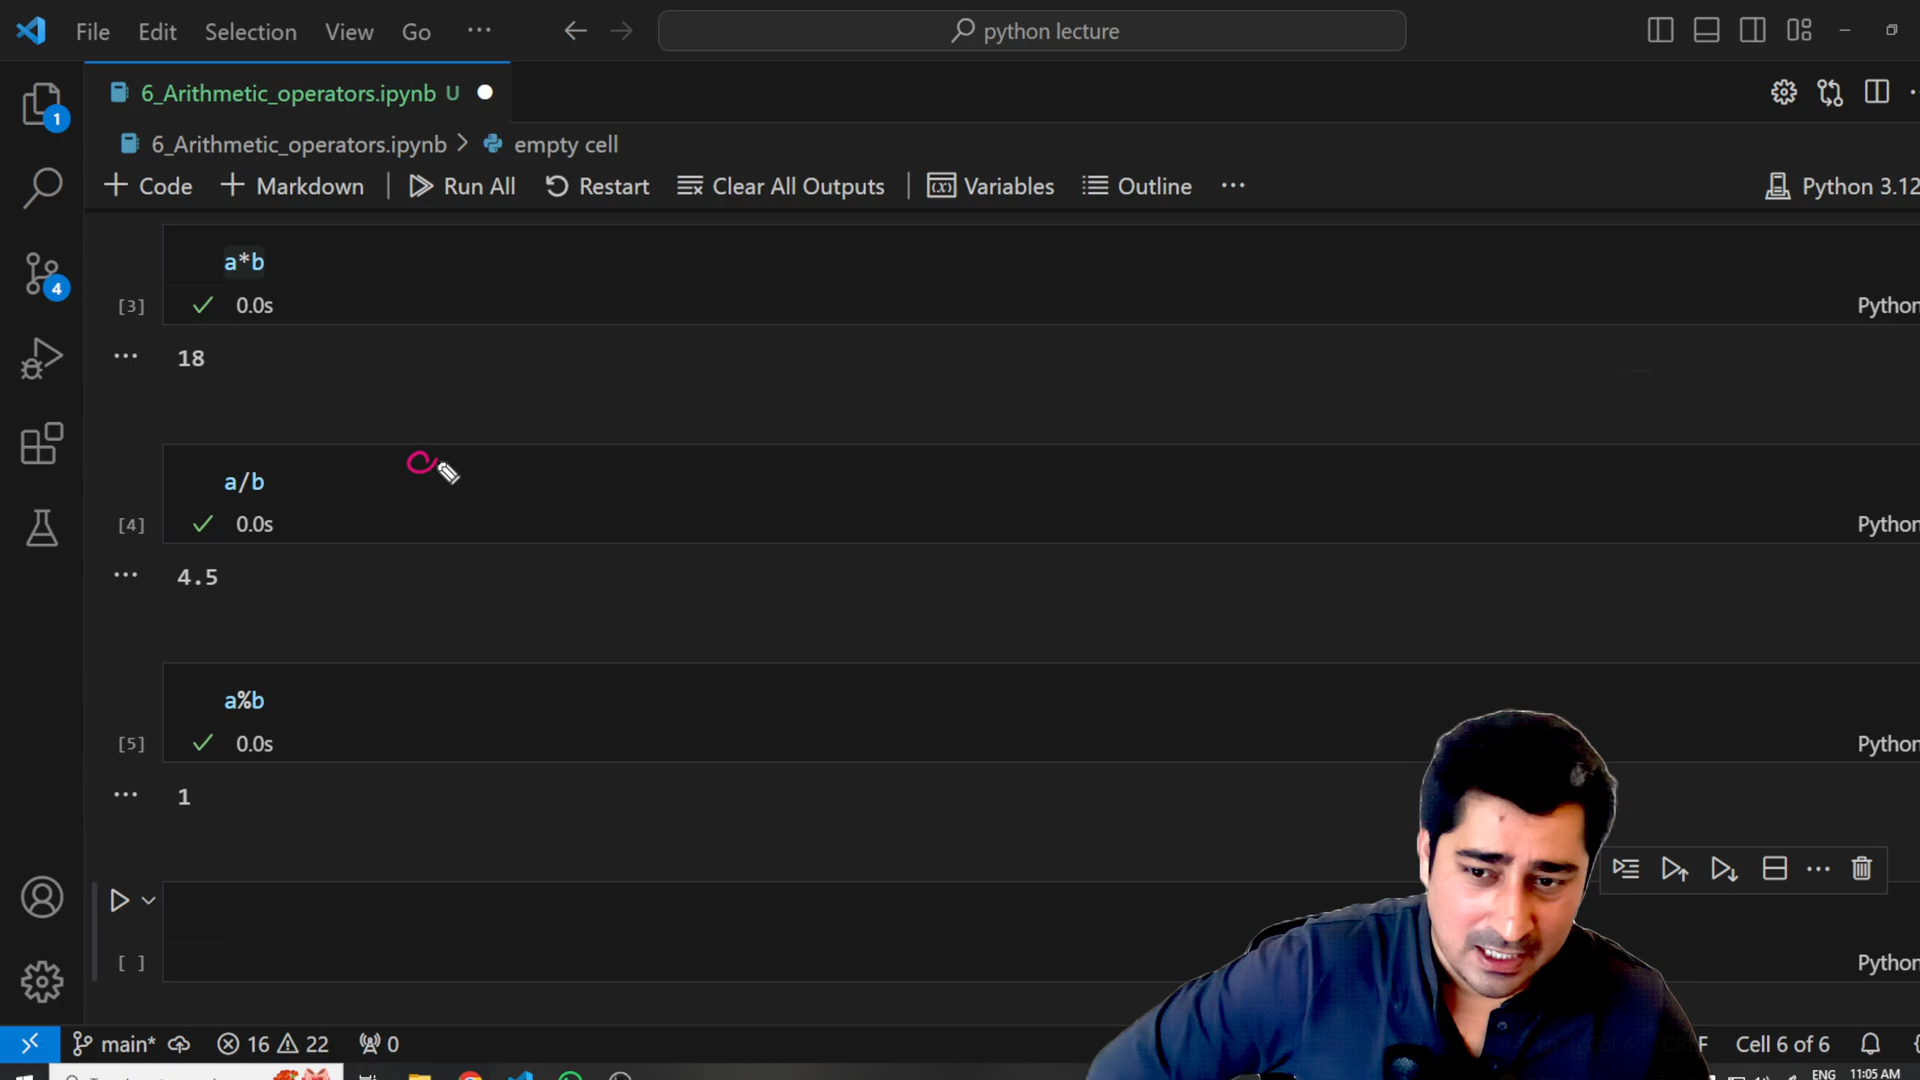 File Edit Selection View Go ··· python lecture
6_Arithmetic_operators.ipynb U
6_Arithmetic_operators.ipynb > empty cell
+ Code + Markdown | Run All Restart Clear All Outputs | Variables Outline ··· Python 3.12
a*b
[3] 0.0s Python
18
a/b
[4] 0.0s Python
4.5
a%b
[5] 0.0s Python
1
[ ] Python
1
4
main* 16 22 0 Cell 6 of 6
ENG 11:05 AM